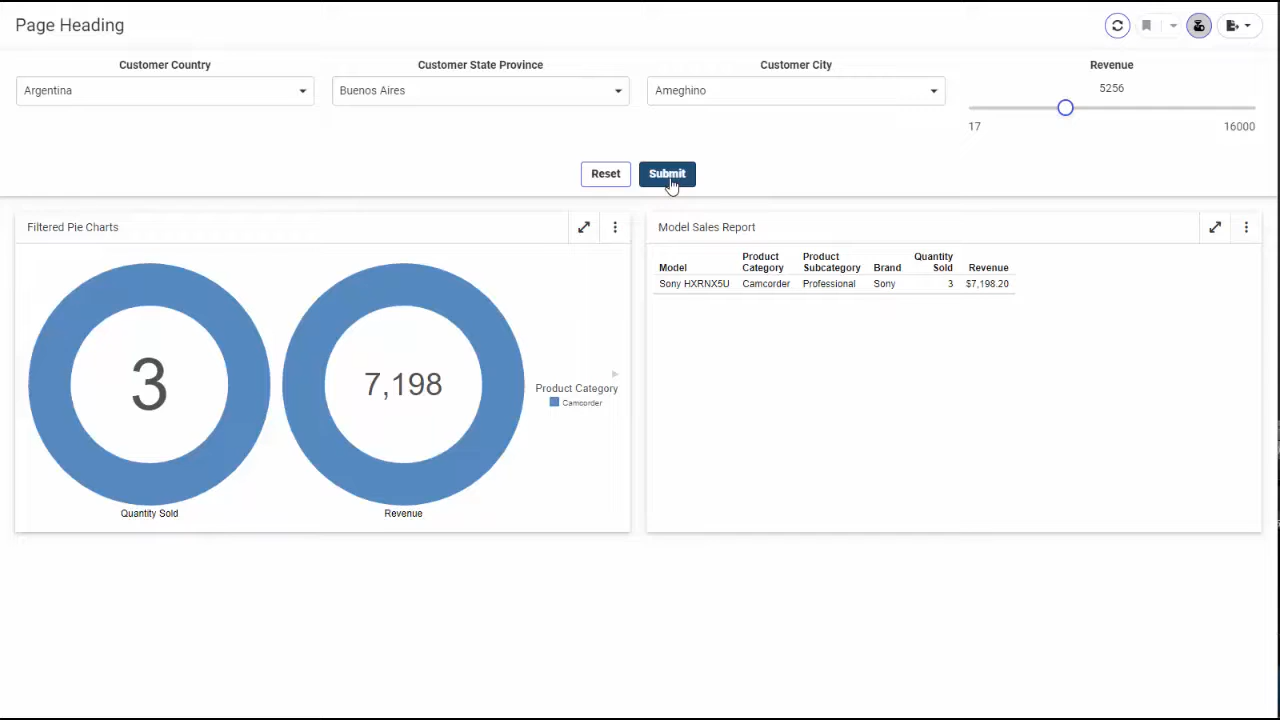 Page Heading
Customer Country
Customer State Province
Customer City
Revenue
Argentina
Buenos Aires
Ameghino
5256
17
16000
Reset
Submit
Filtered Pie Charts
3
Quantity Sold
7,198
Revenue
Product Category
Camcorder
Model Sales Report
Model Product Category Product Subcategory Brand Quantity Sold Revenue
Sony HXRNX5U Camcorder Professional Sony 3 $7,198.20